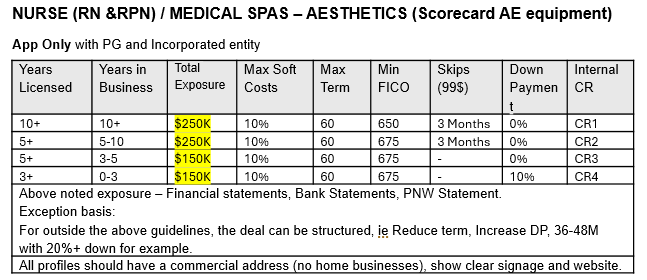 NURSE (RN &RPN) / MEDICAL SPAS – AESTHETICS (Scorecard AE equipment)
App Only with PG and Incorporated entity
Years Licensed | Years in Business | Total Exposure | Max Soft Costs | Max Term | Min FICO | Skips (99$) | Down Payment | Internal CR
10+ | 10+ | $250K | 10% | 60 | 650 | 3 Months | 0% | CR1
5+ | 5-10 | $250K | 10% | 60 | 675 | 3 Months | 0% | CR2
5+ | 3-5 | $150K | 10% | 60 | 675 | - | 0% | CR3
3+ | 0-3 | $150K | 10% | 60 | 675 | - | 10% | CR4
Above noted exposure – Financial statements, Bank Statements, PNW Statement.
Exception basis:
For outside the above guidelines, the deal can be structured, ie Reduce term, Increase DP, 36-48M
with 20%+ down for example.
All profiles should have a commercial address (no home businesses), show clear signage and website.